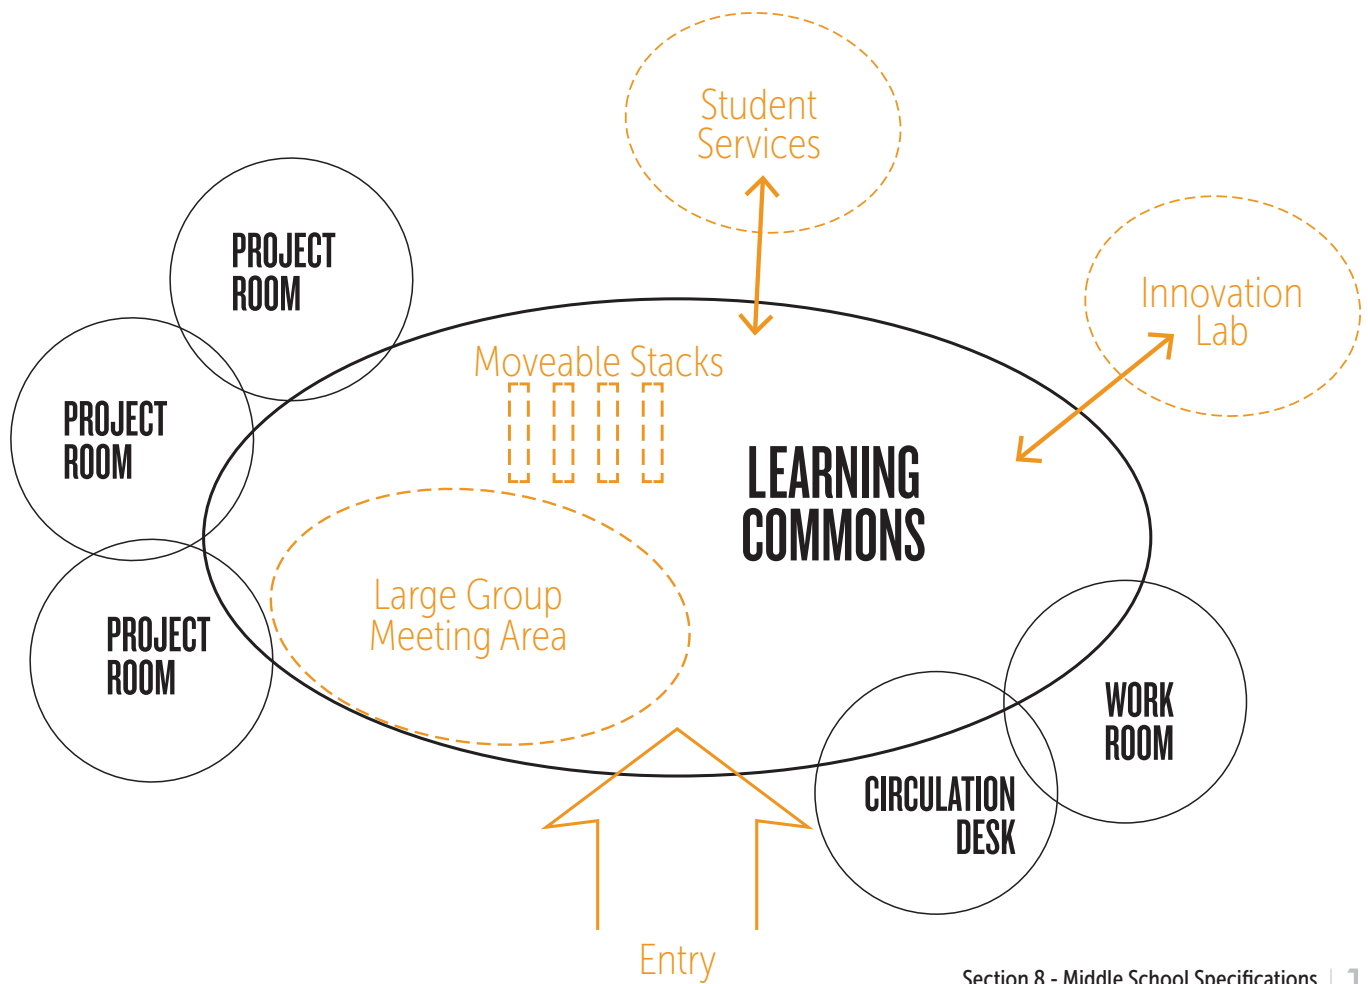 Student
Services
PROJECT
ROOM
Innovation
Lab
Moveable Stacks
PROJECT
ROOM
LEARNING
COMMONS
Large Group
Meeting Area
PROJECT
ROOM
WORK
ROOM
CIRCULATION
DESK
Entry
Section 8 - Middle School Specifications |